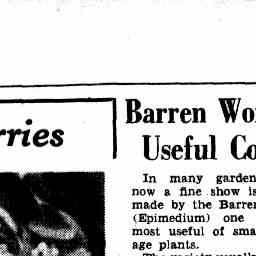 rries
Barren Wo
Useful Co
In many garden
now a fine show is
made by the Barre
(Epimedium) one
most useful of sma
age plants.